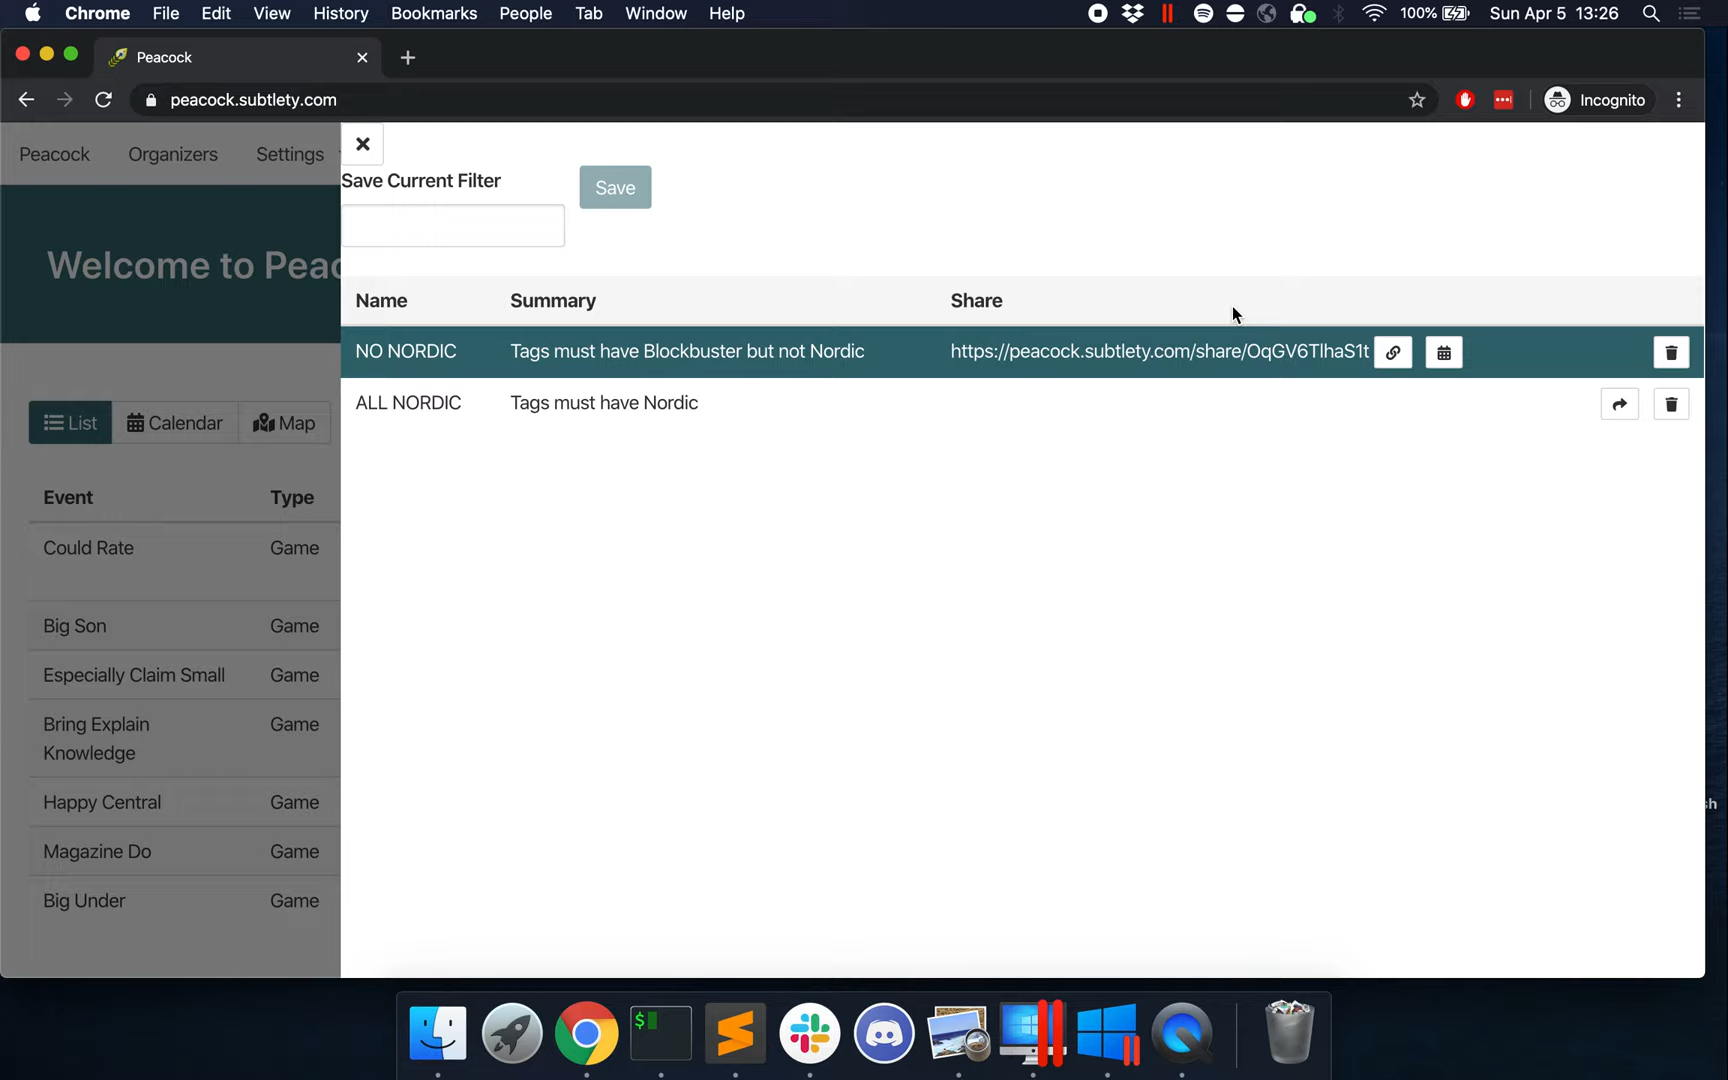 Chrome File Edit View History Bookmarks People Tab Window Help 100% Sun Apr 5 13:26
Peacock
peacock.subtlety.com Incognito
Peacock Organizers Settings
Save Current Filter Save
Welcome to Peac
Name Summary Share
NO NORDIC Tags must have Blockbuster but not Nordic https://peacock.subtlety.com/share/OqGV6TIhaS1t
ALL NORDIC Tags must have Nordic
List Calendar Map
Event Type
Could Rate Game
Big Son Game
Especially Claim Small Game
Bring Explain Game
Knowledge
Happy Central Game
sh
Magazine Do Game
Big Under Game
$